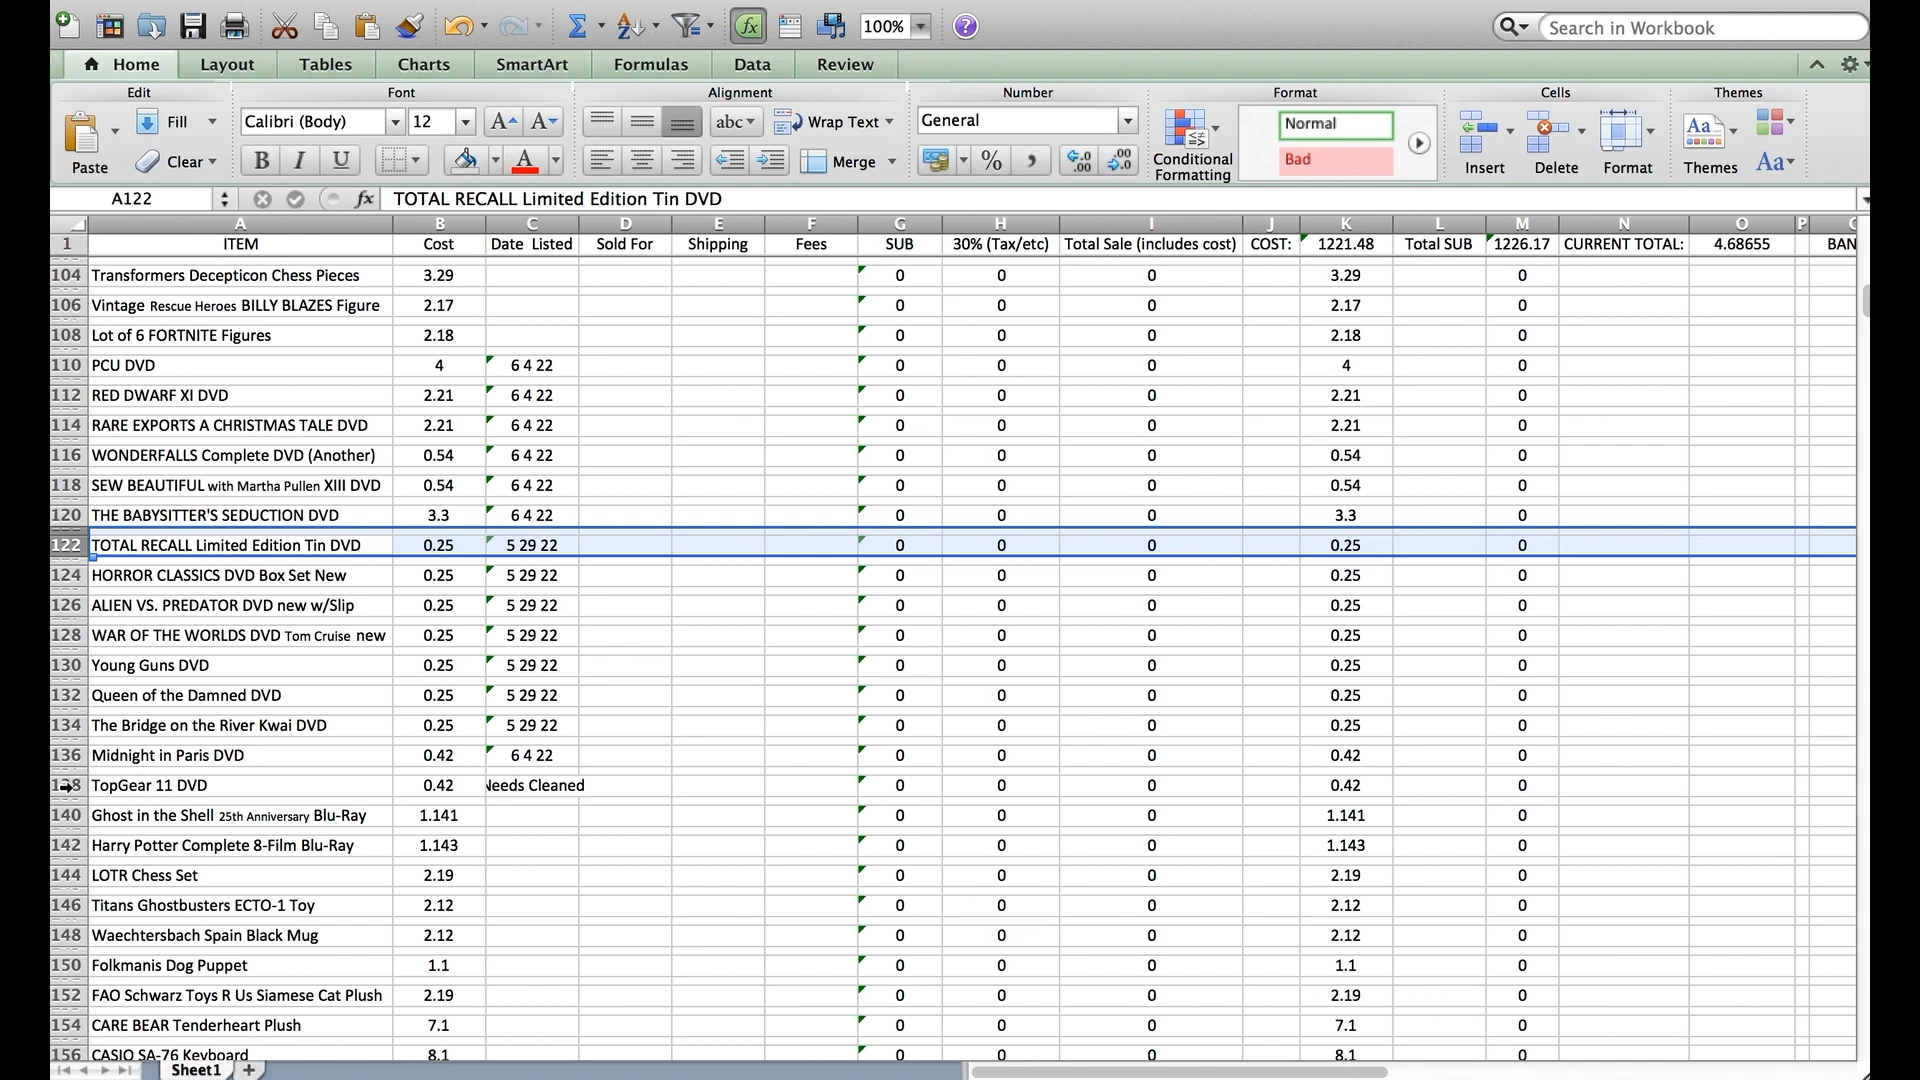 100%
Search in Workbook
Home Layout Tables Charts SmartArt Formulas Data Review
Edit Font Alignment Number Format Cells Themes
Fill Calibri (Body) 12 abc Wrap Text General Normal
Paste Clear B I U Merge % Conditional Formatting Bad Insert Delete Format Themes Aa
A122 fx TOTAL RECALL Limited Edition Tin DVD
A B C D E F G H I J K L M N O P
1 ITEM Cost Date Listed Sold For Shipping Fees SUB 30% (Tax/etc) Total Sale (includes cost) COST: 1221.48 Total SUB 1226.17 CURRENT TOTAL: 4.68655 BAN
104 Transformers Decepticon Chess Pieces 3.29 0 0 0 3.29 0
106 Vintage Rescue Heroes BILLY BLAZES Figure 2.17 0 0 0 2.17 0
108 Lot of 6 FORTNITE Figures 2.18 0 0 0 2.18 0
110 PCU DVD 4 6 4 22 0 0 0 4 0
112 RED DWARF XI DVD 2.21 6 4 22 0 0 0 2.21 0
114 RARE EXPORTS A CHRISTMAS TALE DVD 2.21 6 4 22 0 0 0 2.21 0
116 WONDERFALLS Complete DVD (Another) 0.54 6 4 22 0 0 0 0.54 0
118 SEW BEAUTIFUL with Martha Pullen XIII DVD 0.54 6 4 22 0 0 0 0.54 0
120 THE BABYSITTER'S SEDUCTION DVD 3.3 6 4 22 0 0 0 3.3 0
122 TOTAL RECALL Limited Edition Tin DVD 0.25 5 29 22 0 0 0 0.25 0
124 HORROR CLASSICS DVD Box Set New 0.25 5 29 22 0 0 0 0.25 0
126 ALIEN VS. PREDATOR DVD new w/Slip 0.25 5 29 22 0 0 0 0.25 0
128 WAR OF THE WORLDS DVD Tom Cruise new 0.25 5 29 22 0 0 0 0.25 0
130 Young Guns DVD 0.25 5 29 22 0 0 0 0.25 0
132 Queen of the Damned DVD 0.25 5 29 22 0 0 0 0.25 0
134 The Bridge on the River Kwai DVD 0.25 5 29 22 0 0 0 0.25 0
136 Midnight in Paris DVD 0.42 6 4 22 0 0 0 0.42 0
138 TopGear 11 DVD 0.42 Needs Cleaned 0 0 0 0.42 0
140 Ghost in the Shell 25th Anniversary Blu-Ray 1.141 0 0 0 1.141 0
142 Harry Potter Complete 8-Film Blu-Ray 1.143 0 0 0 1.143 0
144 LOTR Chess Set 2.19 0 0 0 2.19 0
146 Titans Ghostbusters ECTO-1 Toy 2.12 0 0 0 2.12 0
148 Waechtersbach Spain Black Mug 2.12 0 0 0 2.12 0
150 Folkmanis Dog Puppet 1.1 0 0 0 1.1 0
152 FAO Schwarz Toys R Us Siamese Cat Plush 2.19 0 0 0 2.19 0
154 CARE BEAR Tenderheart Plush 7.1 0 0 0 7.1 0
156 CASIO SA-76 Keyboard 8.1 0 0 0 8.1 0
Sheet1